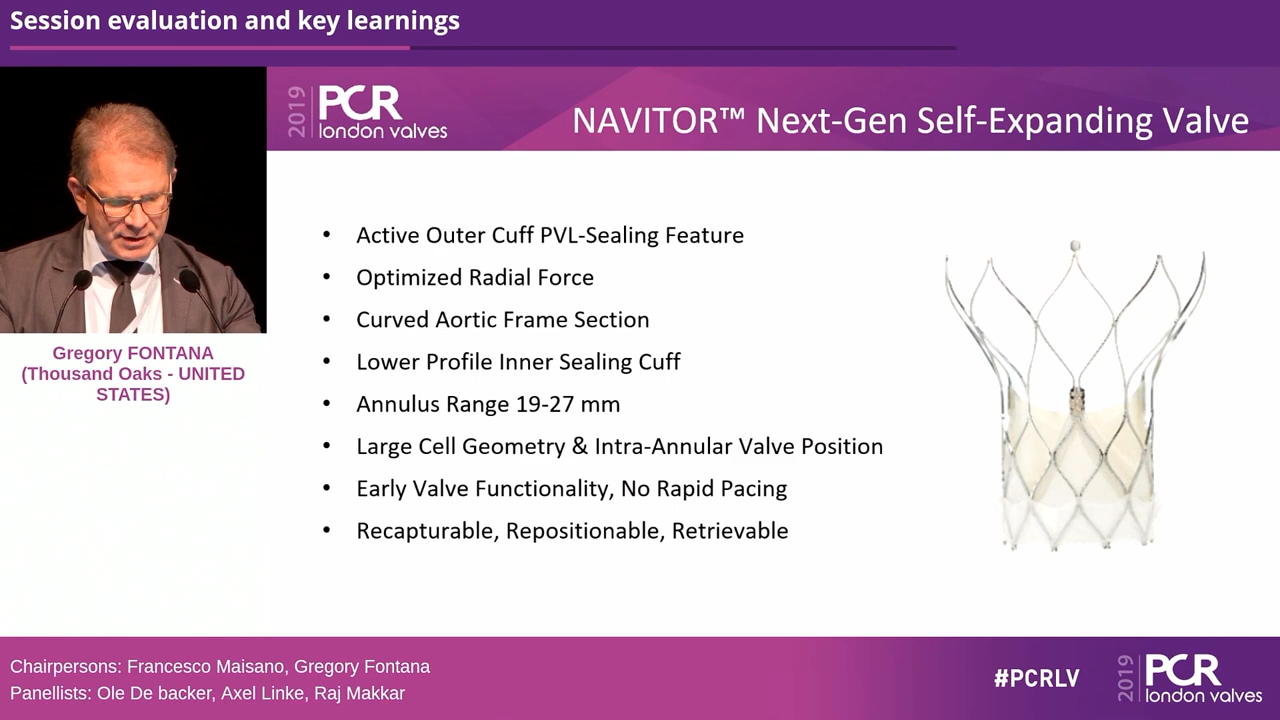 Session evaluation and key learnings
2019 PCR london valves
NAVITOR™ Next-Gen Self-Expanding Valve
• Active Outer Cuff PVL-Sealing Feature
• Optimized Radial Force
• Curved Aortic Frame Section
• Lower Profile Inner Sealing Cuff
• Annulus Range 19-27 mm
• Large Cell Geometry & Intra-Annular Valve Position
• Early Valve Functionality, No Rapid Pacing
• Recapturable, Repositionable, Retrievable
Gregory FONTANA
(Thousand Oaks - UNITED
STATES)
Chairpersons: Francesco Maisano, Gregory Fontana
Panellists: Ole De backer, Axel Linke, Raj Makkar
#PCRLV
2019 PCR london valves